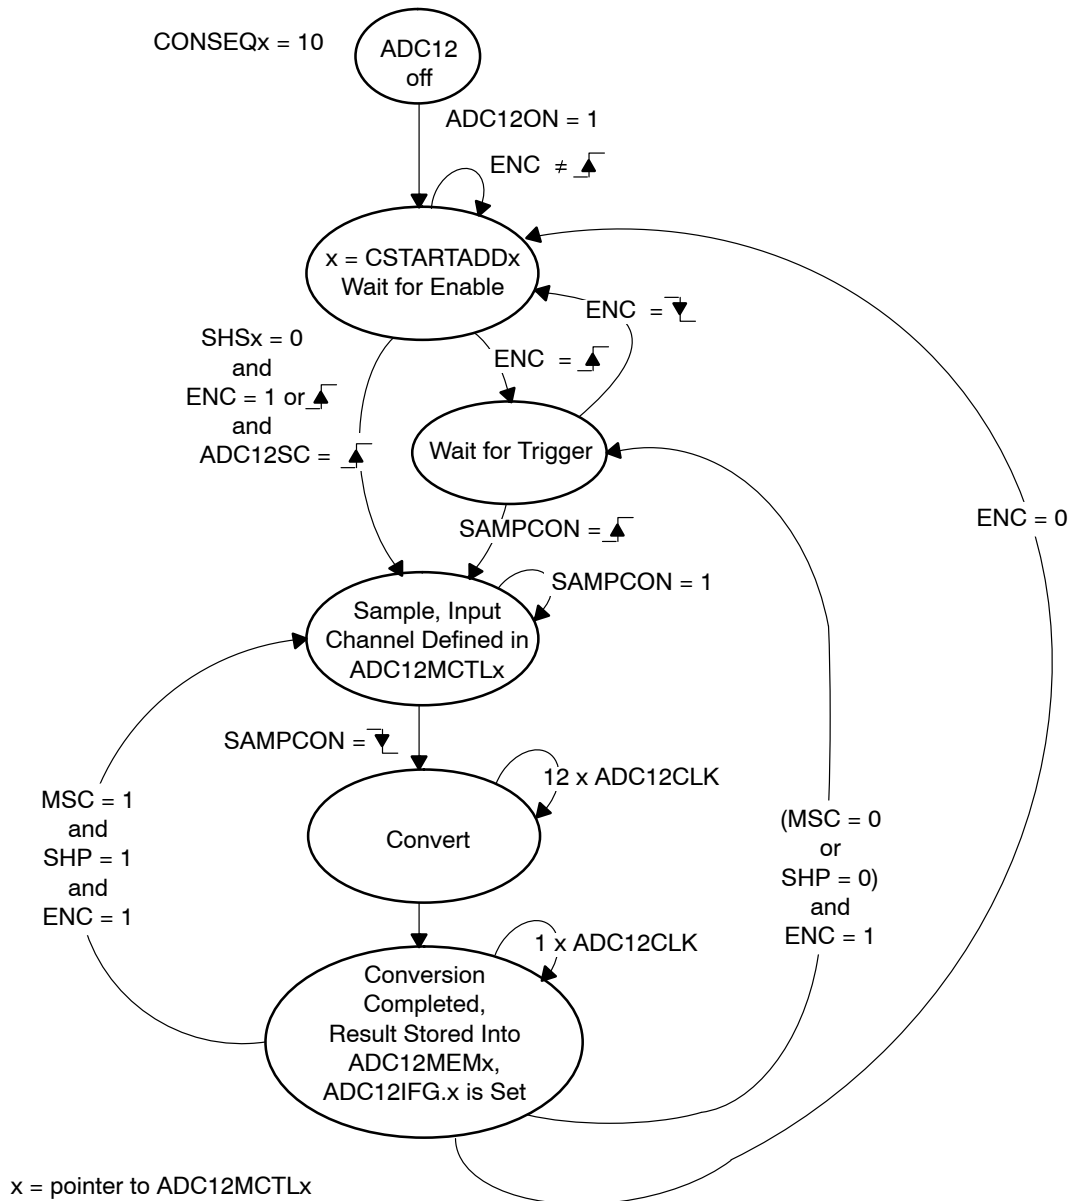 CONSEQx = 10
ADC12
off
ADC12ON = 1
ENC ≠
x = CSTARTADDx
Wait for Enable
ENC =
SHSx = 0
and
ENC = 1 or
and
ADC12SC =
ENC =
Wait for Trigger
SAMPCON =
ENC = 0
SAMPCON = 1
Sample, Input
Channel Defined in
ADC12MCTLx
SAMPCON =
12 x ADC12CLK
Convert
MSC = 1
and
SHP = 1
and
ENC = 1
(MSC = 0
or
SHP = 0)
and
ENC = 1
1 x ADC12CLK
Conversion
Completed,
Result Stored Into
ADC12MEMx,
ADC12IFG.x is Set
x = pointer to ADC12MCTLx